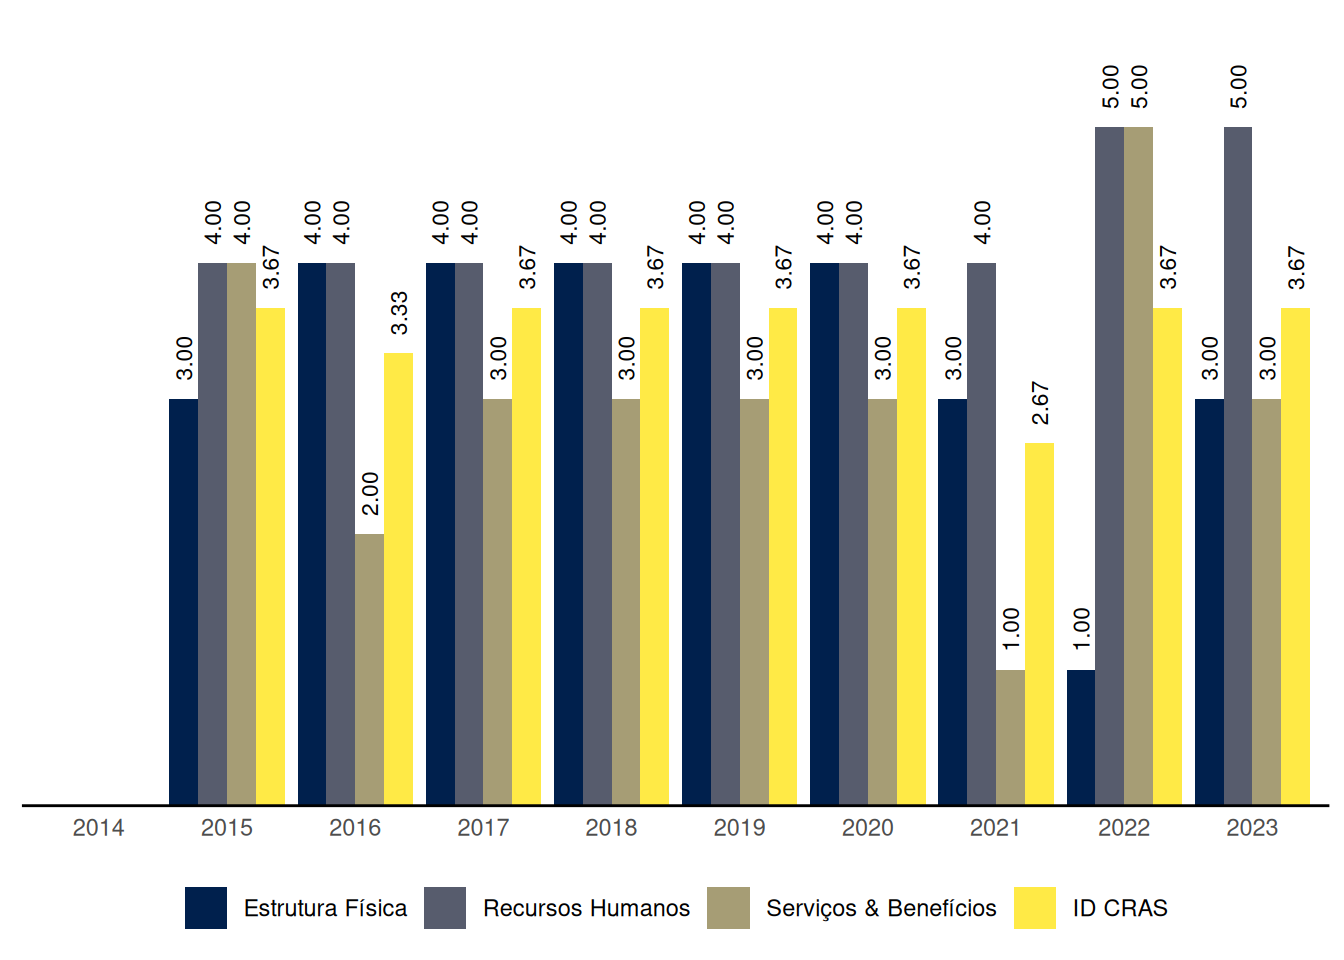 5.00 5.00 5.00
4.00 4.00 4.00 4.00 4.00 4.00 4.00 4.00 4.00 4.00 4.00 4.00 4.00
3.67 3.67 3.67 3.67 3.67 3.67 3.67
3.33
3.00 3.00 3.00 3.00 3.00 3.00 3.00 3.00
2.67
2.00
1.00 1.00
2014 2015 2016 2017 2018 2019 2020 2021 2022 2023
Estrutura Física Recursos Humanos Serviços & Benefícios ID CRAS